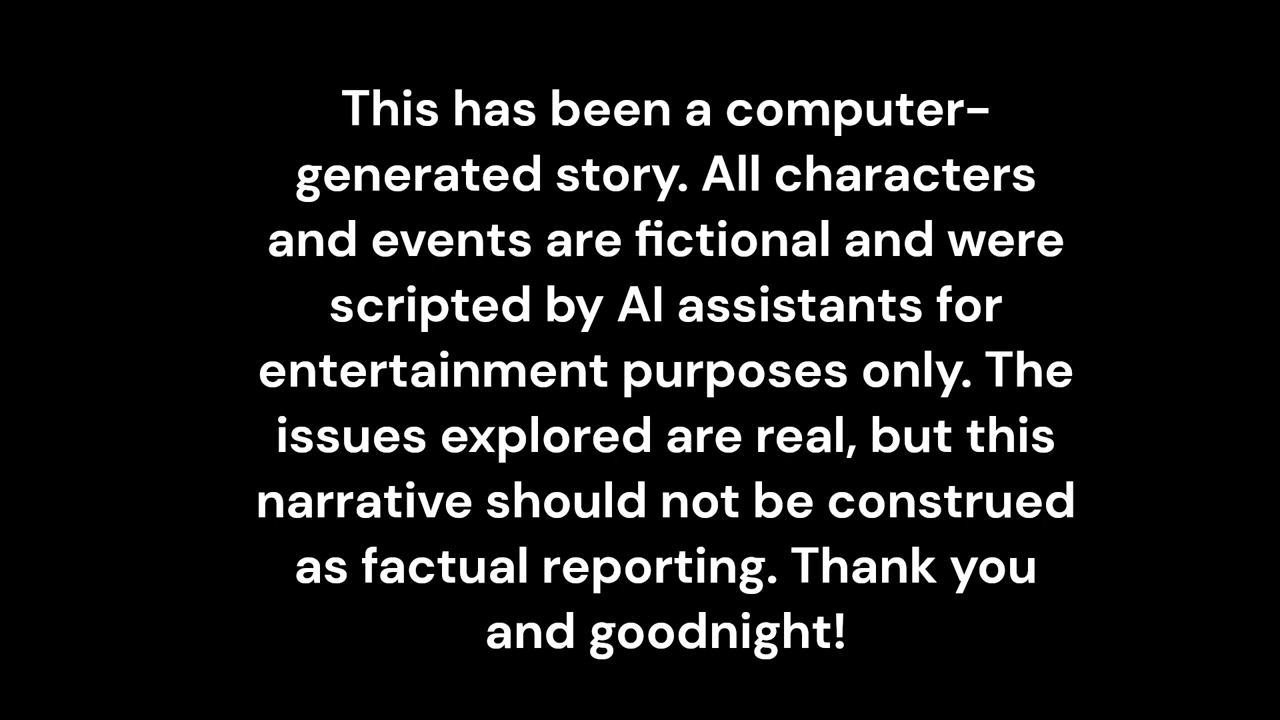 This has been a computer-
generated story. All characters
and events are fictional and were
scripted by AI assistants for
entertainment purposes only. The
issues explored are real, but this
narrative should not be construed
as factual reporting. Thank you
and goodnight!